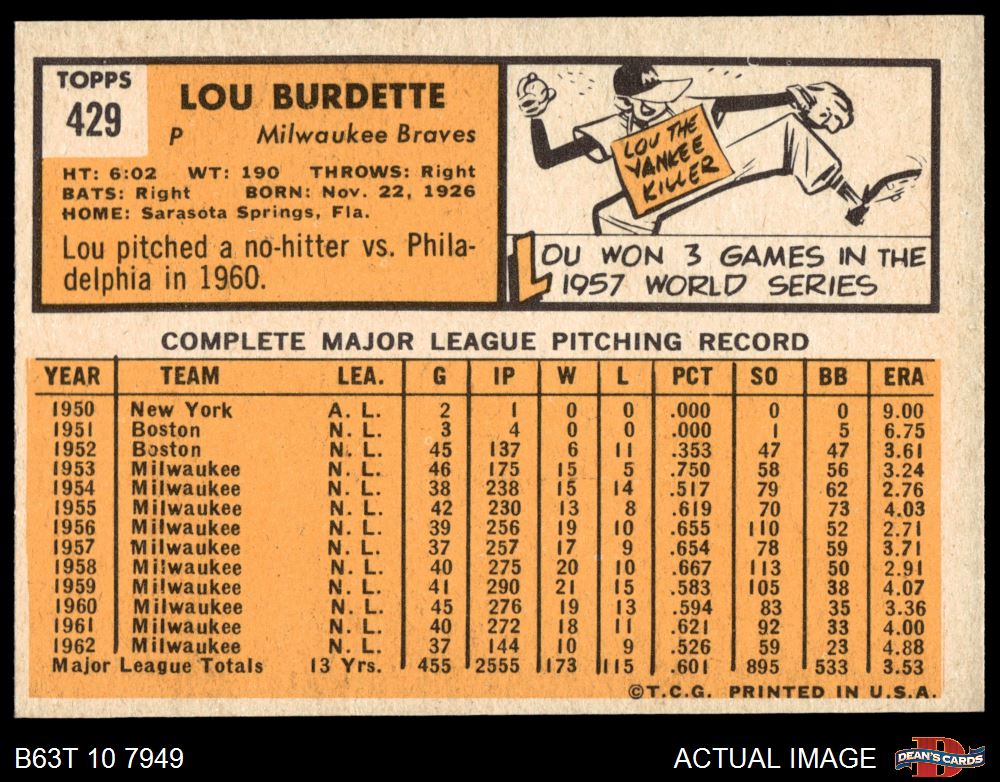 TOPPS
429
LOU BURDETTE
P Milwaukee Braves
HT: 6:02 WT: 190 THROWS: Right
BATS: Right BORN: Nov. 22, 1926
HOME: Sarasota Springs, Fla.
Lou pitched a no-hitter vs. Phila-
delphia in 1960.
M
LOU THE
YANKEE
KILLER
LOU WON 3 GAMES IN THE
1957 WORLD SERIES
COMPLETE MAJOR LEAGUE PITCHING RECORD
YEAR TEAM LEA. G IP W L PCT SO BB ERA
1950 New York A. L. 2 1 0 0 .000 0 0 9.00
1951 Boston N. L. 3 4 0 0 .000 1 5 6.75
1952 Boston N. L. 45 137 6 11 .353 47 47 3.61
1953 Milwaukee N. L. 46 175 15 5 .750 58 56 3.24
1954 Milwaukee N. L. 38 238 15 14 .517 79 62 2.76
1955 Milwaukee N. L. 42 230 13 8 .619 70 73 4.03
1956 Milwaukee N. L. 39 256 19 10 .655 110 52 2.71
1957 Milwaukee N. L. 37 257 17 9 .654 78 59 3.71
1958 Milwaukee N. L. 40 275 20 10 .667 113 50 2.91
1959 Milwaukee N. L. 41 290 21 15 .583 105 38 4.07
1960 Milwaukee N. L. 45 276 19 13 .594 83 35 3.36
1961 Milwaukee N. L. 40 272 18 11 .621 92 33 4.00
1962 Milwaukee N. L. 37 144 10 9 .526 59 23 4.88
Major League Totals 13 Yrs. 455 2555 173 115 .601 895 533 3.53
©T.C.G. PRINTED IN U.S.A.
B63T 10 7949
ACTUAL IMAGE
D
DEAN'S CARDS